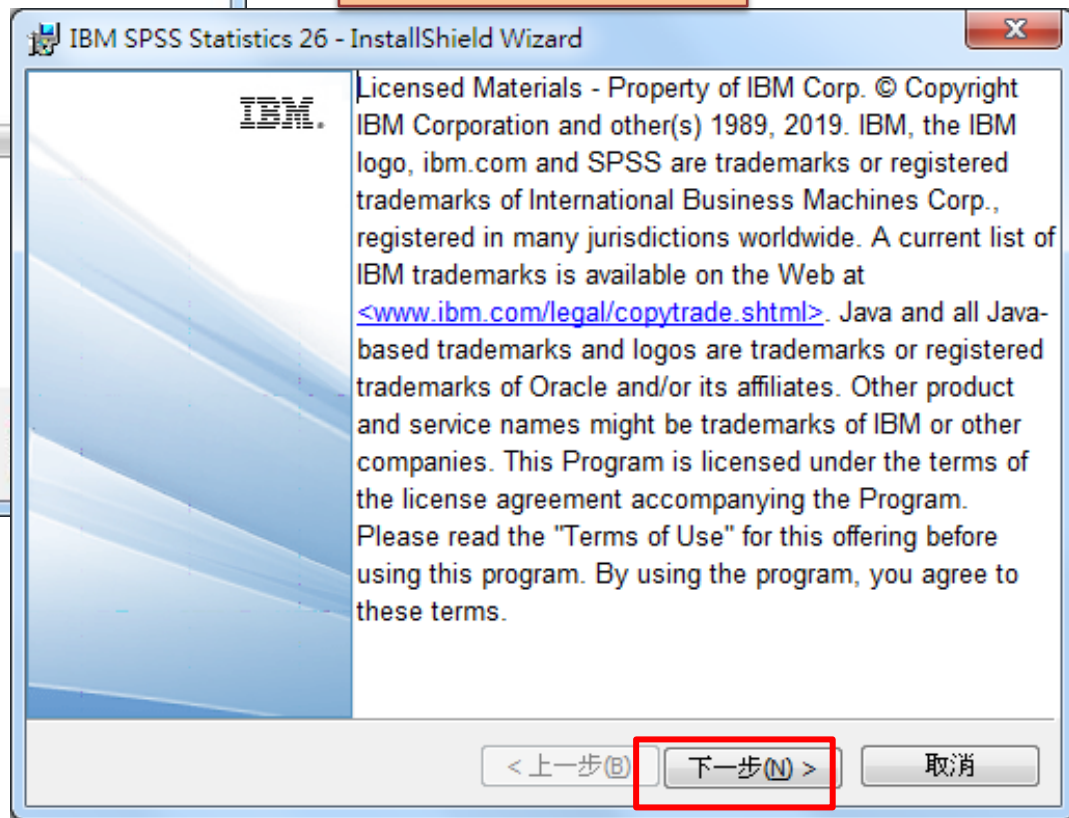 IBM SPSS Statistics 26 - InstallShield Wizard
IBM.
Licensed Materials - Property of IBM Corp. © Copyright
IBM Corporation and other(s) 1989, 2019. IBM, the IBM
logo, ibm.com and SPSS are trademarks or registered
trademarks of International Business Machines Corp.,
registered in many jurisdictions worldwide. A current list of
IBM trademarks is available on the Web at
<www.ibm.com/legal/copytrade.shtml>. Java and all Java-
based trademarks and logos are trademarks or registered
trademarks of Oracle and/or its affiliates. Other product
and service names might be trademarks of IBM or other
companies. This Program is licensed under the terms of
the license agreement accompanying the Program.
Please read the "Terms of Use" for this offering before
using this program. By using the program, you agree to
these terms.
< 上一步(B) 下一步(N) > 取消